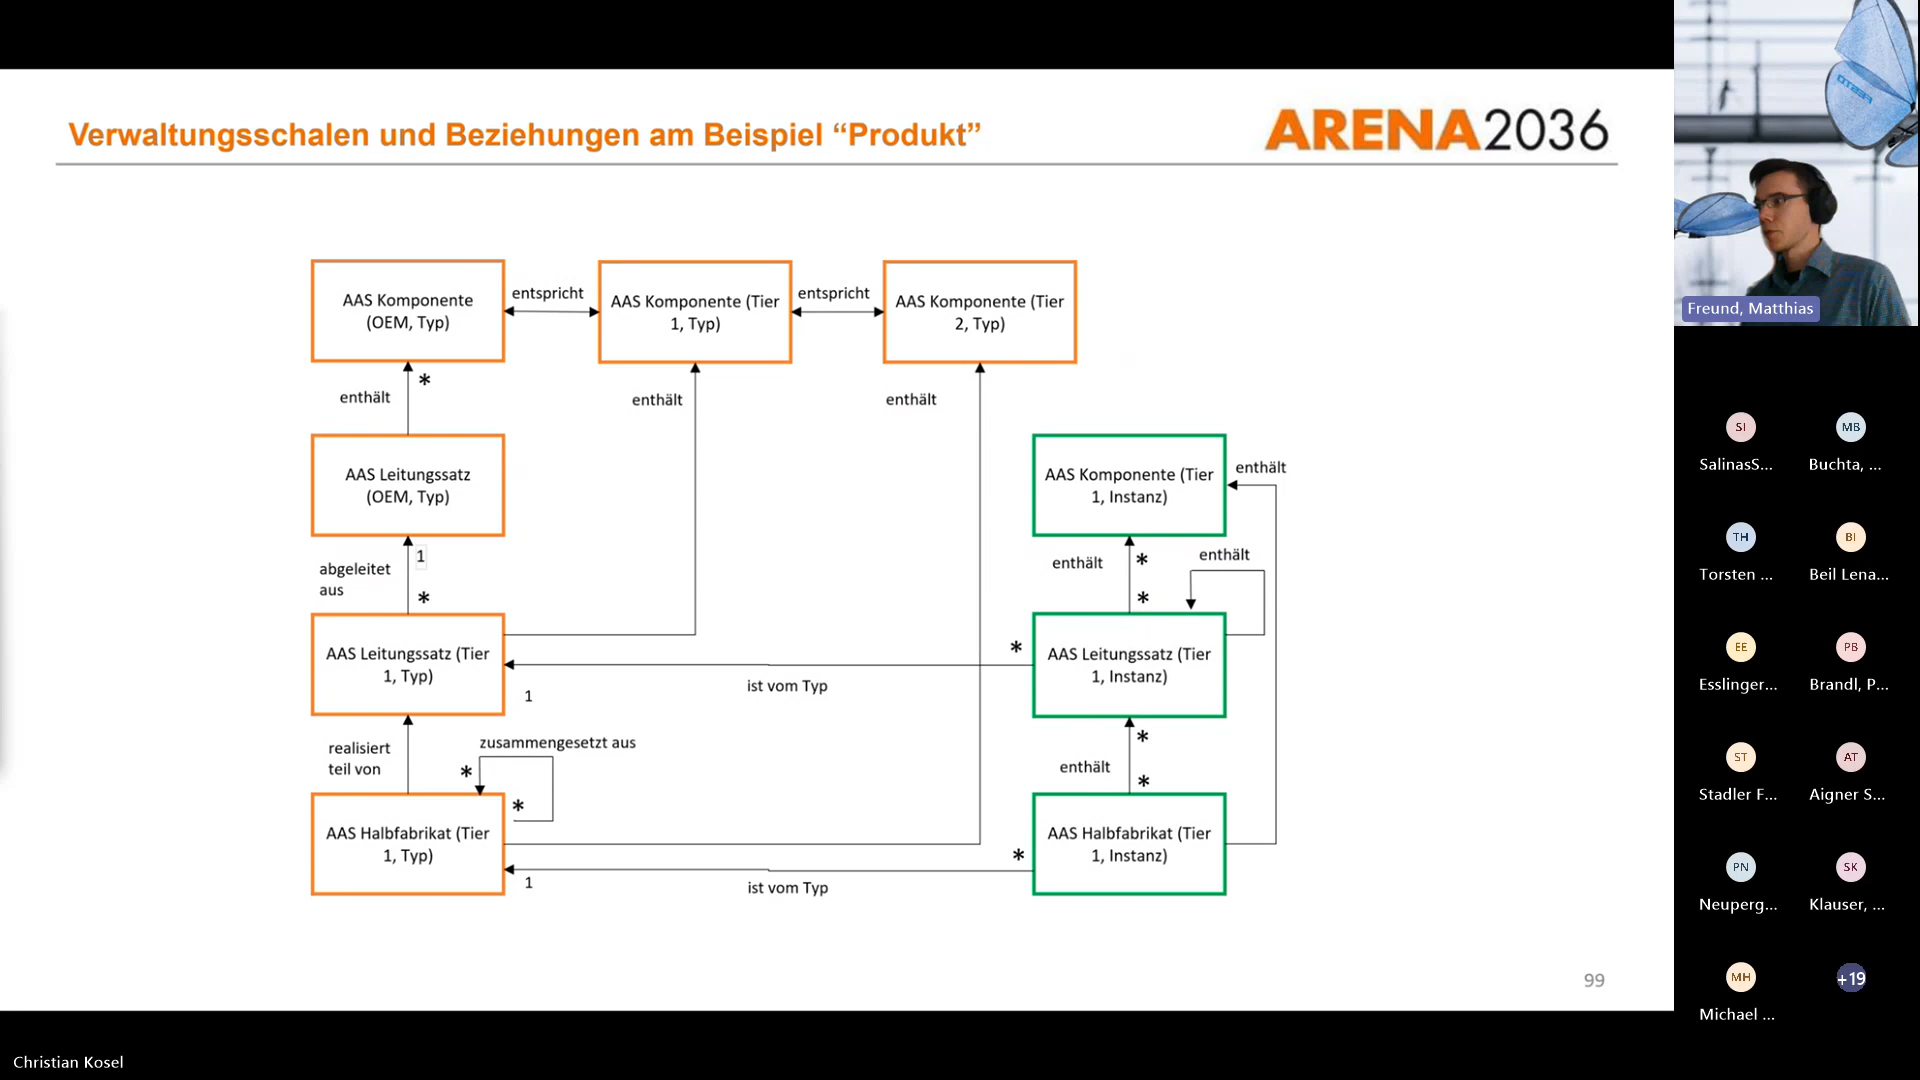 Verwaltungsschalen und Beziehungen am Beispiel “Produkt”
ARENA2036
AAS Komponente
(OEM, Typ)
entspricht
AAS Komponente (Tier
1, Typ)
entspricht
AAS Komponente (Tier
2, Typ)
enthält
*
enthält
enthält
AAS Leitungssatz
(OEM, Typ)
AAS Komponente (Tier
1, Instanz)
enthält
abgeleitet
aus
1
*
enthält
*
*
enthält
AAS Leitungssatz (Tier
1, Typ)
1
ist vom Typ
*
AAS Leitungssatz (Tier
1, Instanz)
realisiert
teil von
zusammengesetzt aus
*
*
enthält
*
*
AAS Halbfabrikat (Tier
1, Typ)
1
ist vom Typ
*
AAS Halbfabrikat (Tier
1, Instanz)
99
Christian Kosel
FESTO
Freund, Matthias
SI
SalinasS...
MB
Buchta, ...
TH
Torsten ...
BI
Beil Lena...
EE
Esslinger...
PB
Brandl, P...
ST
Stadler F...
AT
Aigner S...
PN
Neuperg...
SK
Klauser, ...
MH
Michael ...
+19